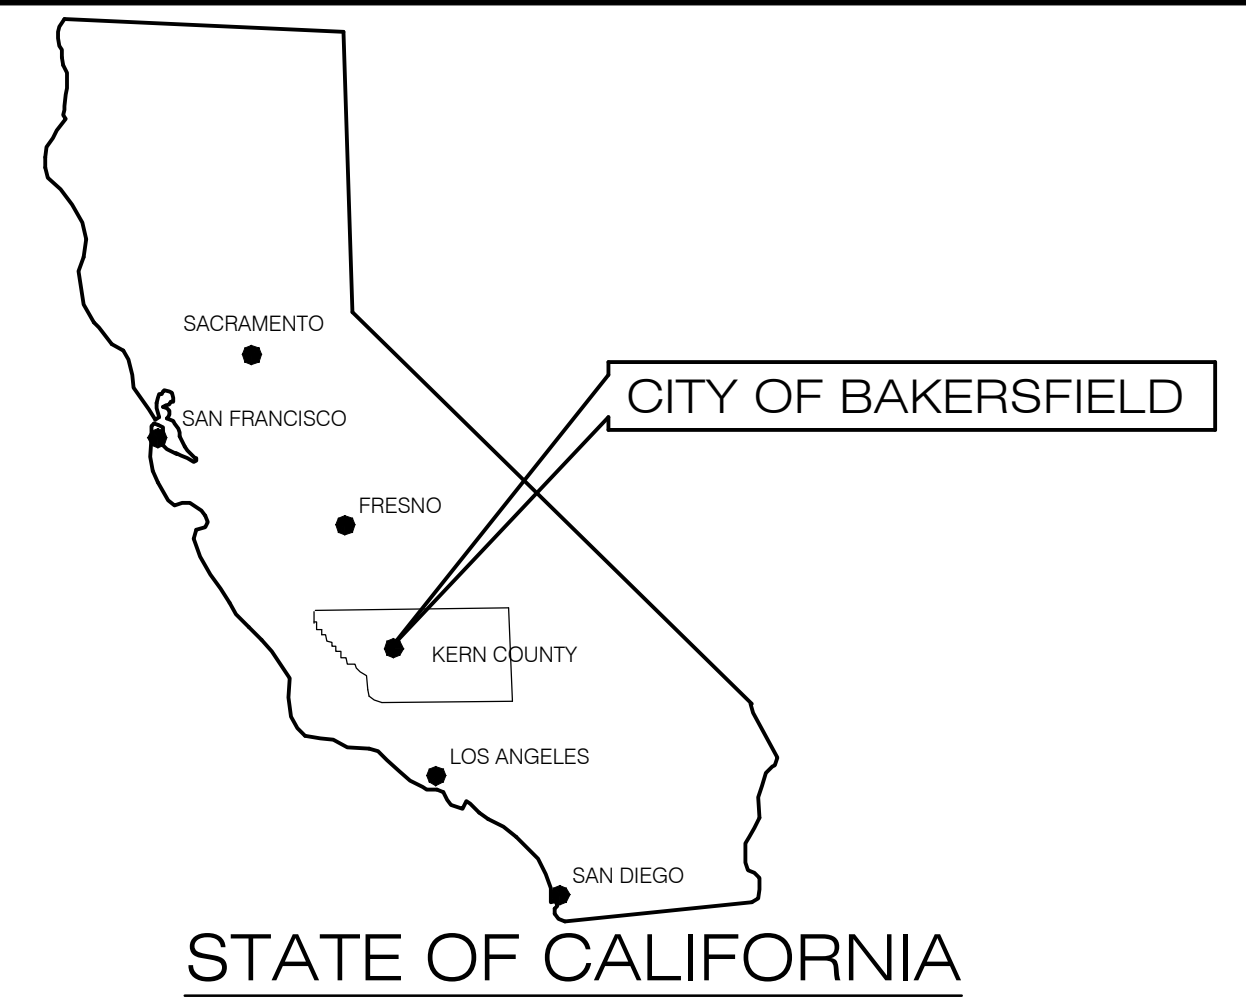 SACRAMENTO
CITY OF BAKERSFIELD
SAN FRANCISCO
FRESNO
KERN COUNTY
LOS ANGELES
SAN DIEGO
STATE OF CALIFORNIA